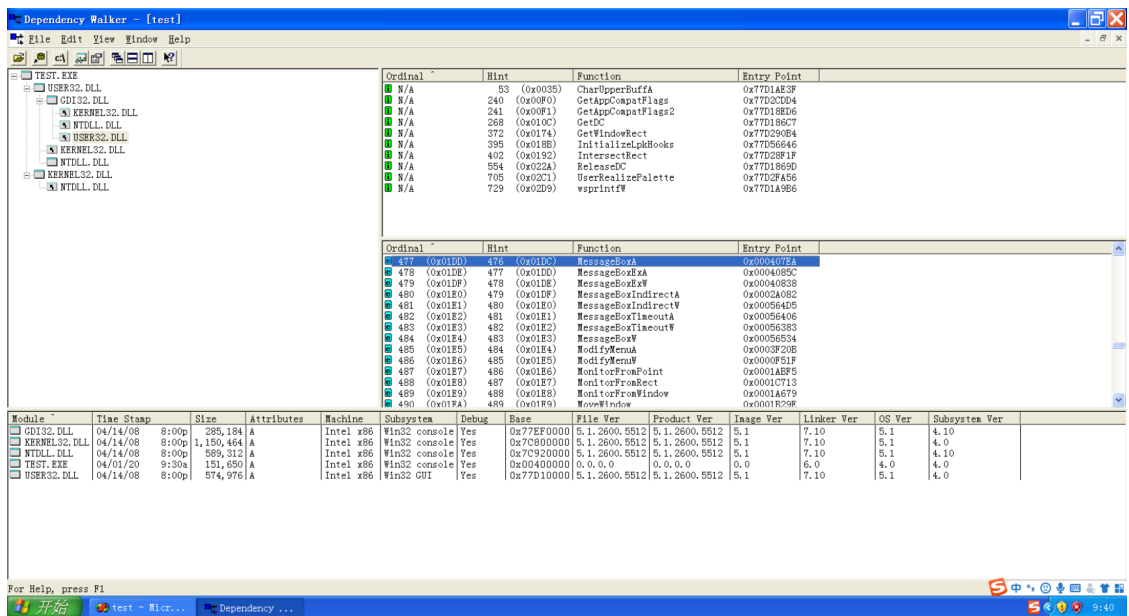 Dependency Walker - [test]
File Edit View Window Help
TEST.EXE
USER32.DLL
GDI32.DLL
KERNEL32.DLL
NTDLL.DLL
USER32.DLL
KERNEL32.DLL
NTDLL.DLL
KERNEL32.DLL
NTDLL.DLL
Ordinal ^ Hint Function Entry Point
N/A 53 (0x0035) CharUpperBuffA 0x77D1AE3F
N/A 240 (0x00F0) GetAppCompatFlags 0x77D2CDD4
N/A 241 (0x00F1) GetAppCompatFlags2 0x77D18ED6
N/A 268 (0x010C) GetDC 0x77D186C7
N/A 372 (0x0174) GetWindowRect 0x77D290B4
N/A 395 (0x018B) InitializeLpkHooks 0x77D56646
N/A 402 (0x0192) IntersectRect 0x77D28F1F
N/A 554 (0x022A) ReleaseDC 0x77D1869D
N/A 705 (0x02C1) UserRealizePalette 0x77D2FA56
N/A 729 (0x02D9) wsprintfW 0x77D1A9B6
Ordinal ^ Hint Function Entry Point
477 (0x01DD) 476 (0x01DC) MessageBoxA 0x000407EA
478 (0x01DE) 477 (0x01DD) MessageBoxExA 0x0004085C
479 (0x01DF) 478 (0x01DE) MessageBoxExW 0x00040838
480 (0x01E0) 479 (0x01DF) MessageBoxIndirectA 0x0002A082
481 (0x01E1) 480 (0x01E0) MessageBoxIndirectW 0x000564D5
482 (0x01E2) 481 (0x01E1) MessageBoxTimeoutA 0x00056406
483 (0x01E3) 482 (0x01E2) MessageBoxTimeoutW 0x00056383
484 (0x01E4) 483 (0x01E3) MessageBoxW 0x00056534
485 (0x01E5) 484 (0x01E4) ModifyMenuA 0x0003F20B
486 (0x01E6) 485 (0x01E5) ModifyMenuW 0x0000F51F
487 (0x01E7) 486 (0x01E6) MonitorFromPoint 0x0001ABF5
488 (0x01E8) 487 (0x01E7) MonitorFromRect 0x0001C713
489 (0x01E9) 488 (0x01E8) MonitorFromWindow 0x0001A679
490 (0x01EA) 489 (0x01E9) MoveWindow 0x0001B29E
Module ^ Time Stamp Size Attributes Machine Subsystem Debug Base File Ver Product Ver Image Ver Linker Ver OS Ver Subsystem Ver
GDI32.DLL 04/14/08 8:00p 285,184 A Intel x86 Win32 console Yes 0x77EF0000 5.1.2600.5512 5.1.2600.5512 5.1 7.10 5.1 4.10
KERNEL32.DLL 04/14/08 8:00p 1,150,464 A Intel x86 Win32 console Yes 0x7C800000 5.1.2600.5512 5.1.2600.5512 5.1 7.10 5.1 4.0
NTDLL.DLL 04/14/08 8:00p 589,312 A Intel x86 Win32 console Yes 0x7C920000 5.1.2600.5512 5.1.2600.5512 5.1 7.10 5.1 4.10
TEST.EXE 04/01/20 9:30a 151,650 A Intel x86 Win32 console Yes 0x00400000 0.0.0.0 0.0.0.0 0.0 6.0 4.0 4.0
USER32.DLL 04/14/08 8:00p 574,976 A Intel x86 Win32 GUI Yes 0x77D10000 5.1.2600.5512 5.1.2600.5512 5.1 7.10 5.1 4.0
For Help, press F1
中
开始 test - Micr... Dependency ... 9:40